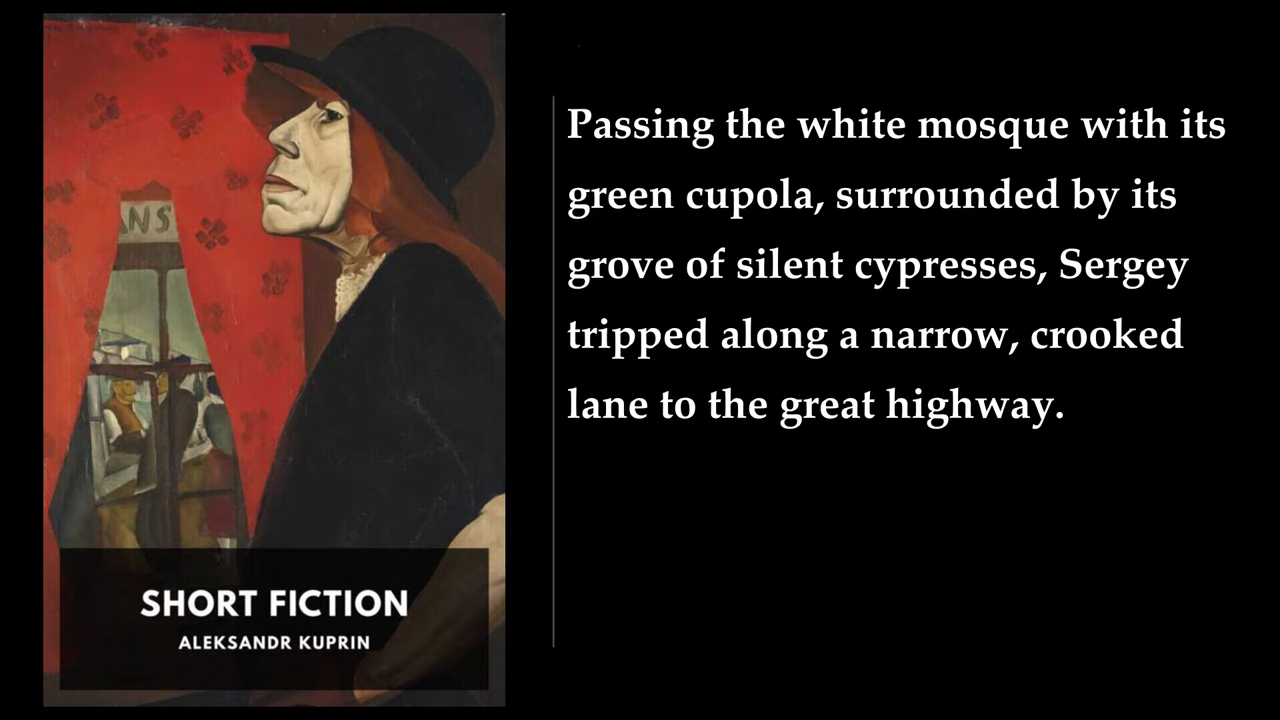 ANS
SHORT FICTION
ALEKSANDR KUPRIN
Passing the white mosque with its
green cupola, surrounded by its
grove of silent cypresses, Sergey
tripped along a narrow, crooked
lane to the great highway.